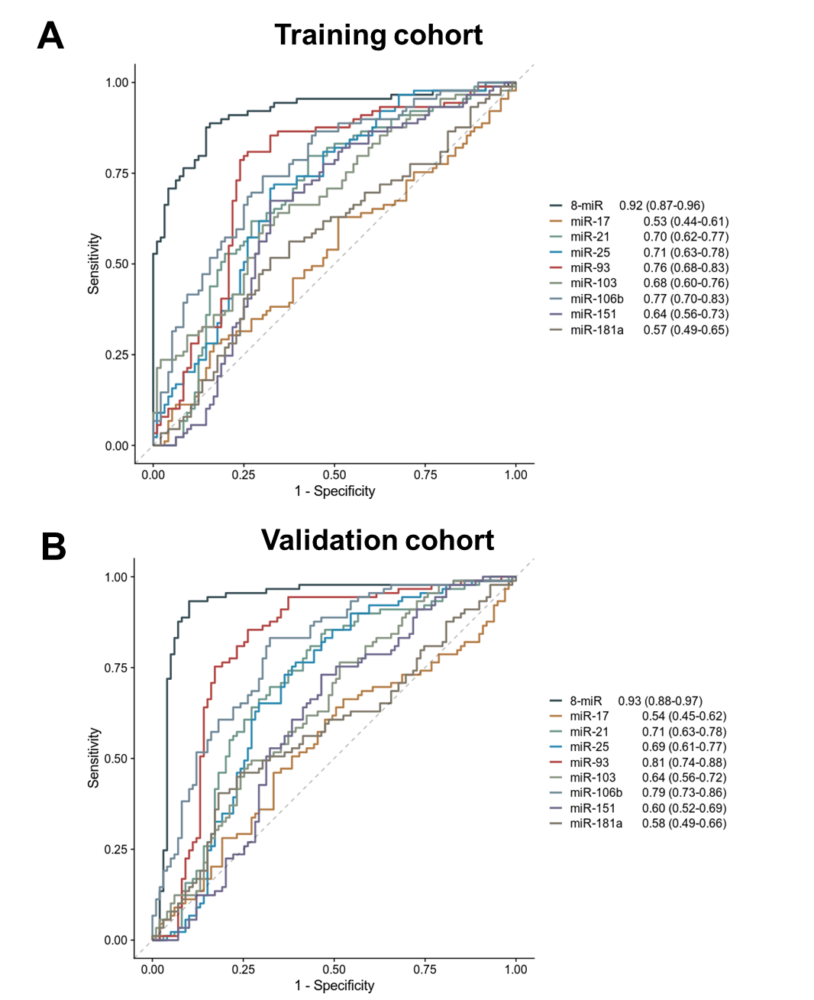 A
Training cohort
1.00
0.75
0.50
0.25
0.00
Sensitivity
0.00 0.25 0.50 0.75 1.00
1 - Specificity
8-miR 0.92 (0.87-0.96)
miR-17 0.53 (0.44-0.61)
miR-21 0.70 (0.62-0.77)
miR-25 0.71 (0.63-0.78)
miR-93 0.76 (0.68-0.83)
miR-103 0.68 (0.60-0.76)
miR-106b 0.77 (0.70-0.83)
miR-151 0.64 (0.56-0.73)
miR-181a 0.57 (0.49-0.65)
B
Validation cohort
1.00
0.75
0.50
0.25
0.00
Sensitivity
0.00 0.25 0.50 0.75 1.00
1 - Specificity
8-miR 0.93 (0.88-0.97)
miR-17 0.54 (0.45-0.62)
miR-21 0.71 (0.63-0.78)
miR-25 0.69 (0.61-0.77)
miR-93 0.81 (0.74-0.88)
miR-103 0.64 (0.56-0.72)
miR-106b 0.79 (0.73-0.86)
miR-151 0.60 (0.52-0.69)
miR-181a 0.58 (0.49-0.66)